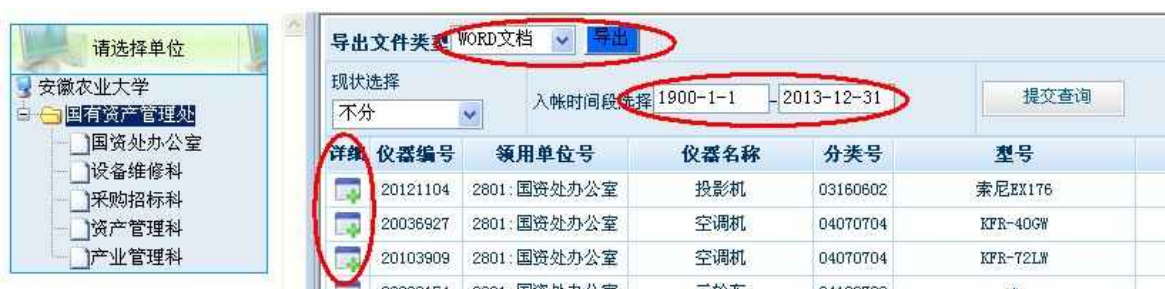 请选择单位
安徽农业大学
国有资产管理处
国资处办公室
设备维修科
采购招标科
资产管理科
产业管理科
导出文件类型 WORD文档 导出
现状选择
不分
入帐时间段选择 1900-1-1 - 2013-12-31
提交查询
详细 仪器编号 领用单位号 仪器名称 分类号 型号
20121104 2801:国资处办公室 投影机 03160602 索尼EX176
20036927 2801:国资处办公室 空调机 04070704 KFR-40GW
20103909 2801:国资处办公室 空调机 04070704 KFR-72LW